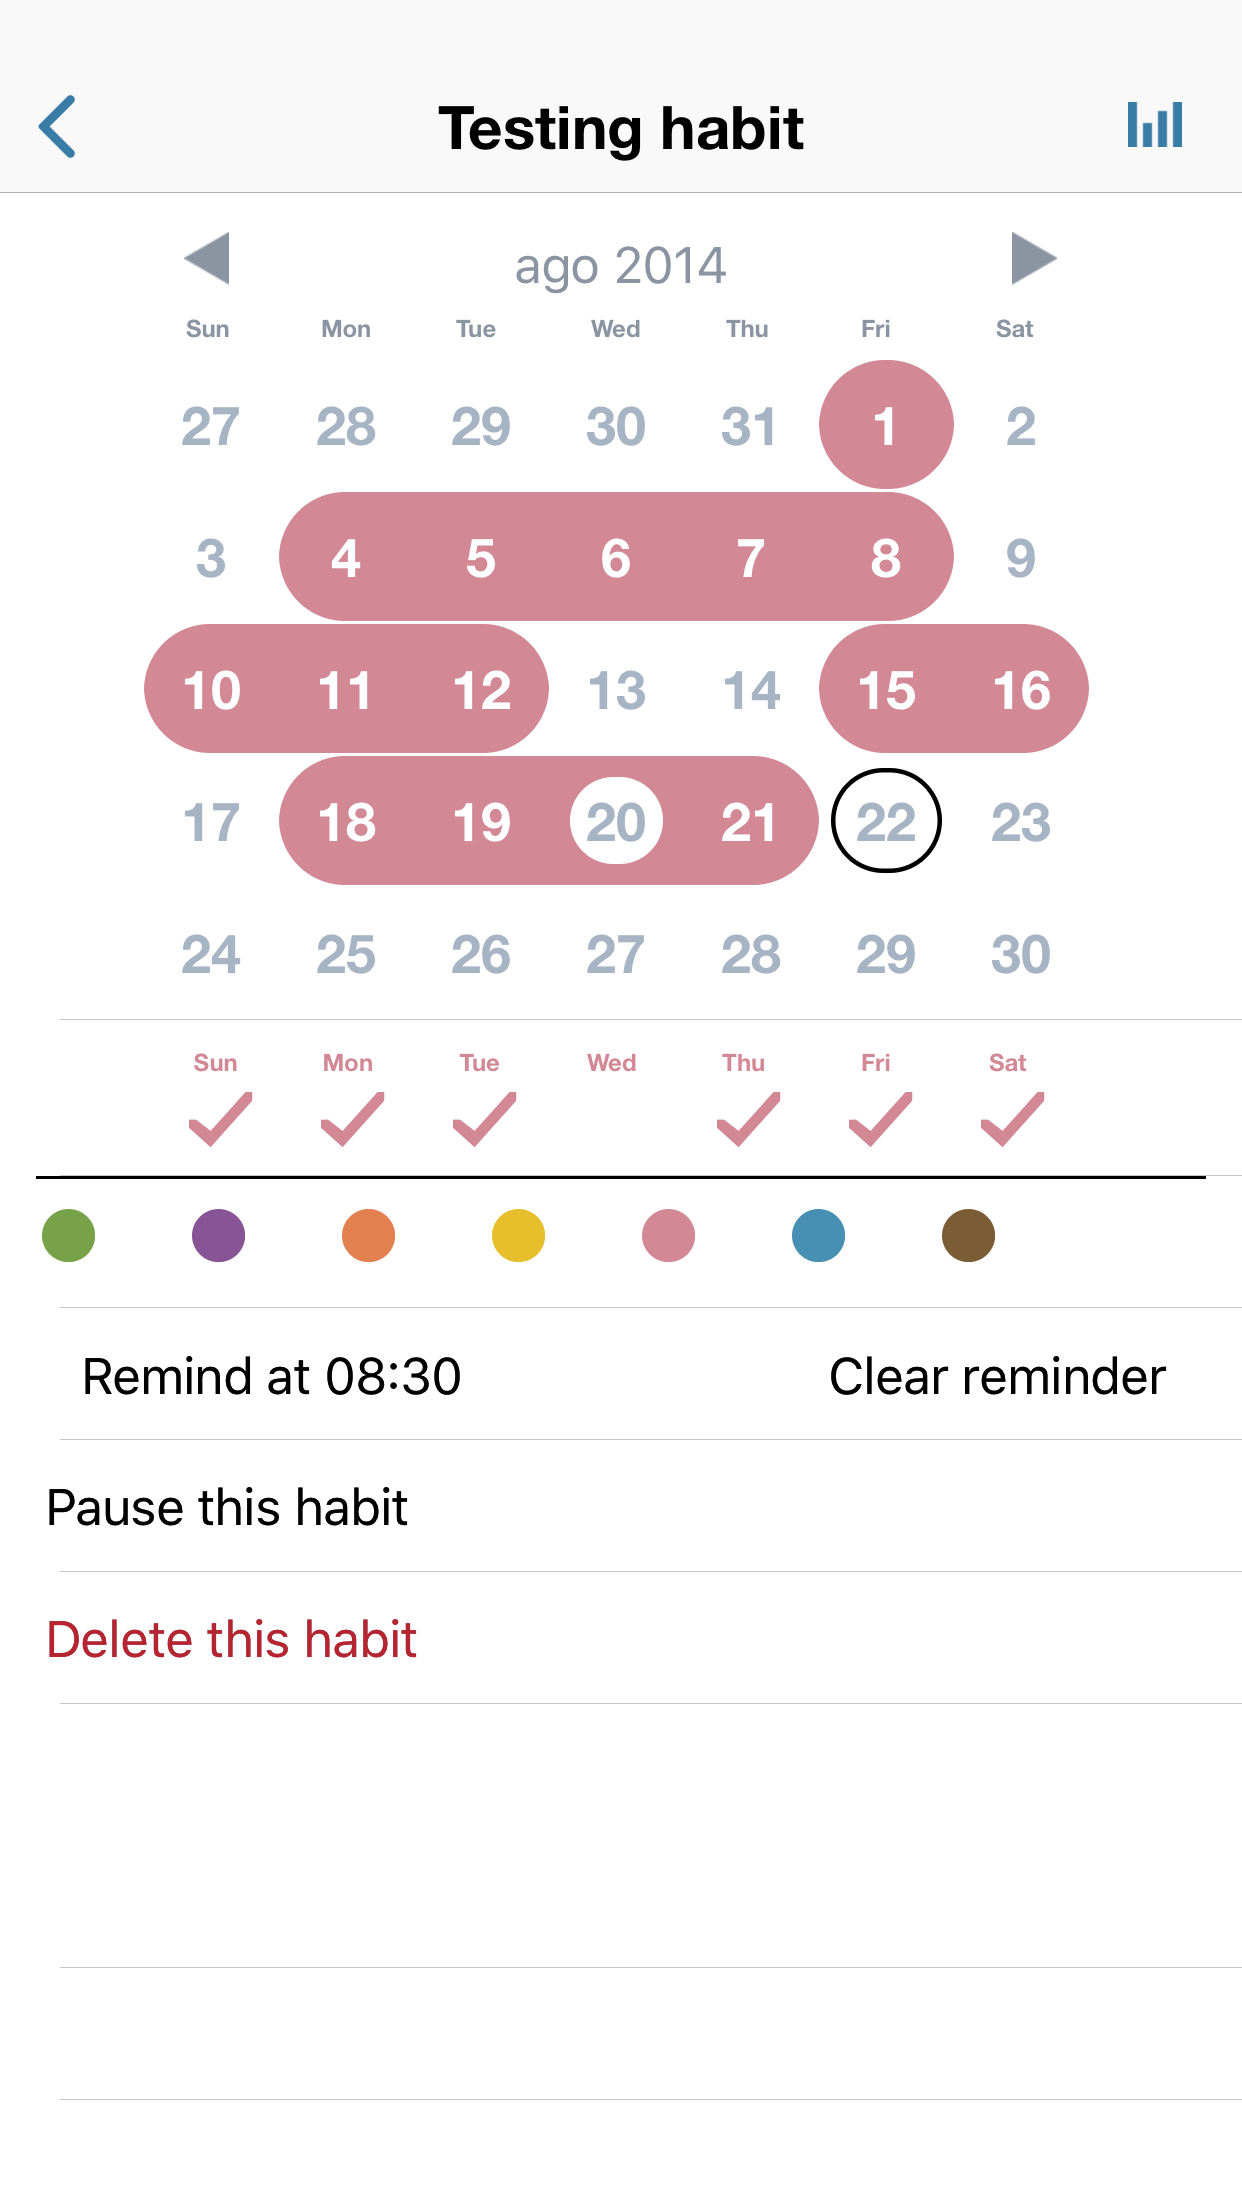 Testing habit
ago 2014
Sun Mon Tue Wed Thu Fri Sat
27 28 29 30 31 1 2
3 4 5 6 7 8 9
10 11 12 13 14 15 16
17 18 19 20 21 22 23
24 25 26 27 28 29 30
Sun Mon Tue Wed Thu Fri Sat
Remind at 08:30 Clear reminder
Pause this habit
Delete this habit